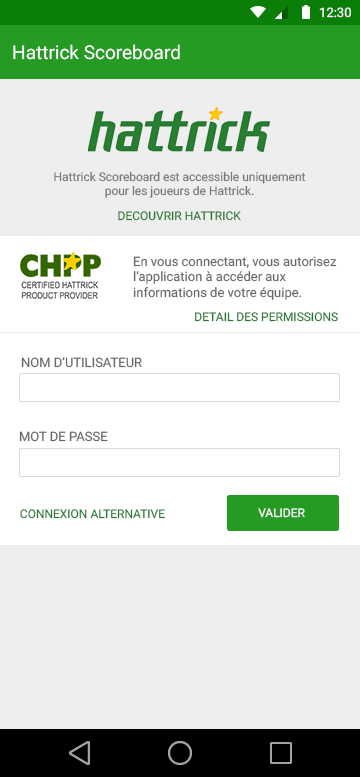 12:30
Hattrick Scoreboard
hattrick
Hattrick Scoreboard est accessible uniquement
pour les joueurs de Hattrick.
DECOUVRIR HATTRICK
CHPP
CERTIFIED HATTRICK
PRODUCT PROVIDER
En vous connectant, vous autorisez
l'application à accéder aux
informations de votre équipe.
DETAIL DES PERMISSIONS
NOM D'UTILISATEUR
MOT DE PASSE
CONNEXION ALTERNATIVE
VALIDER